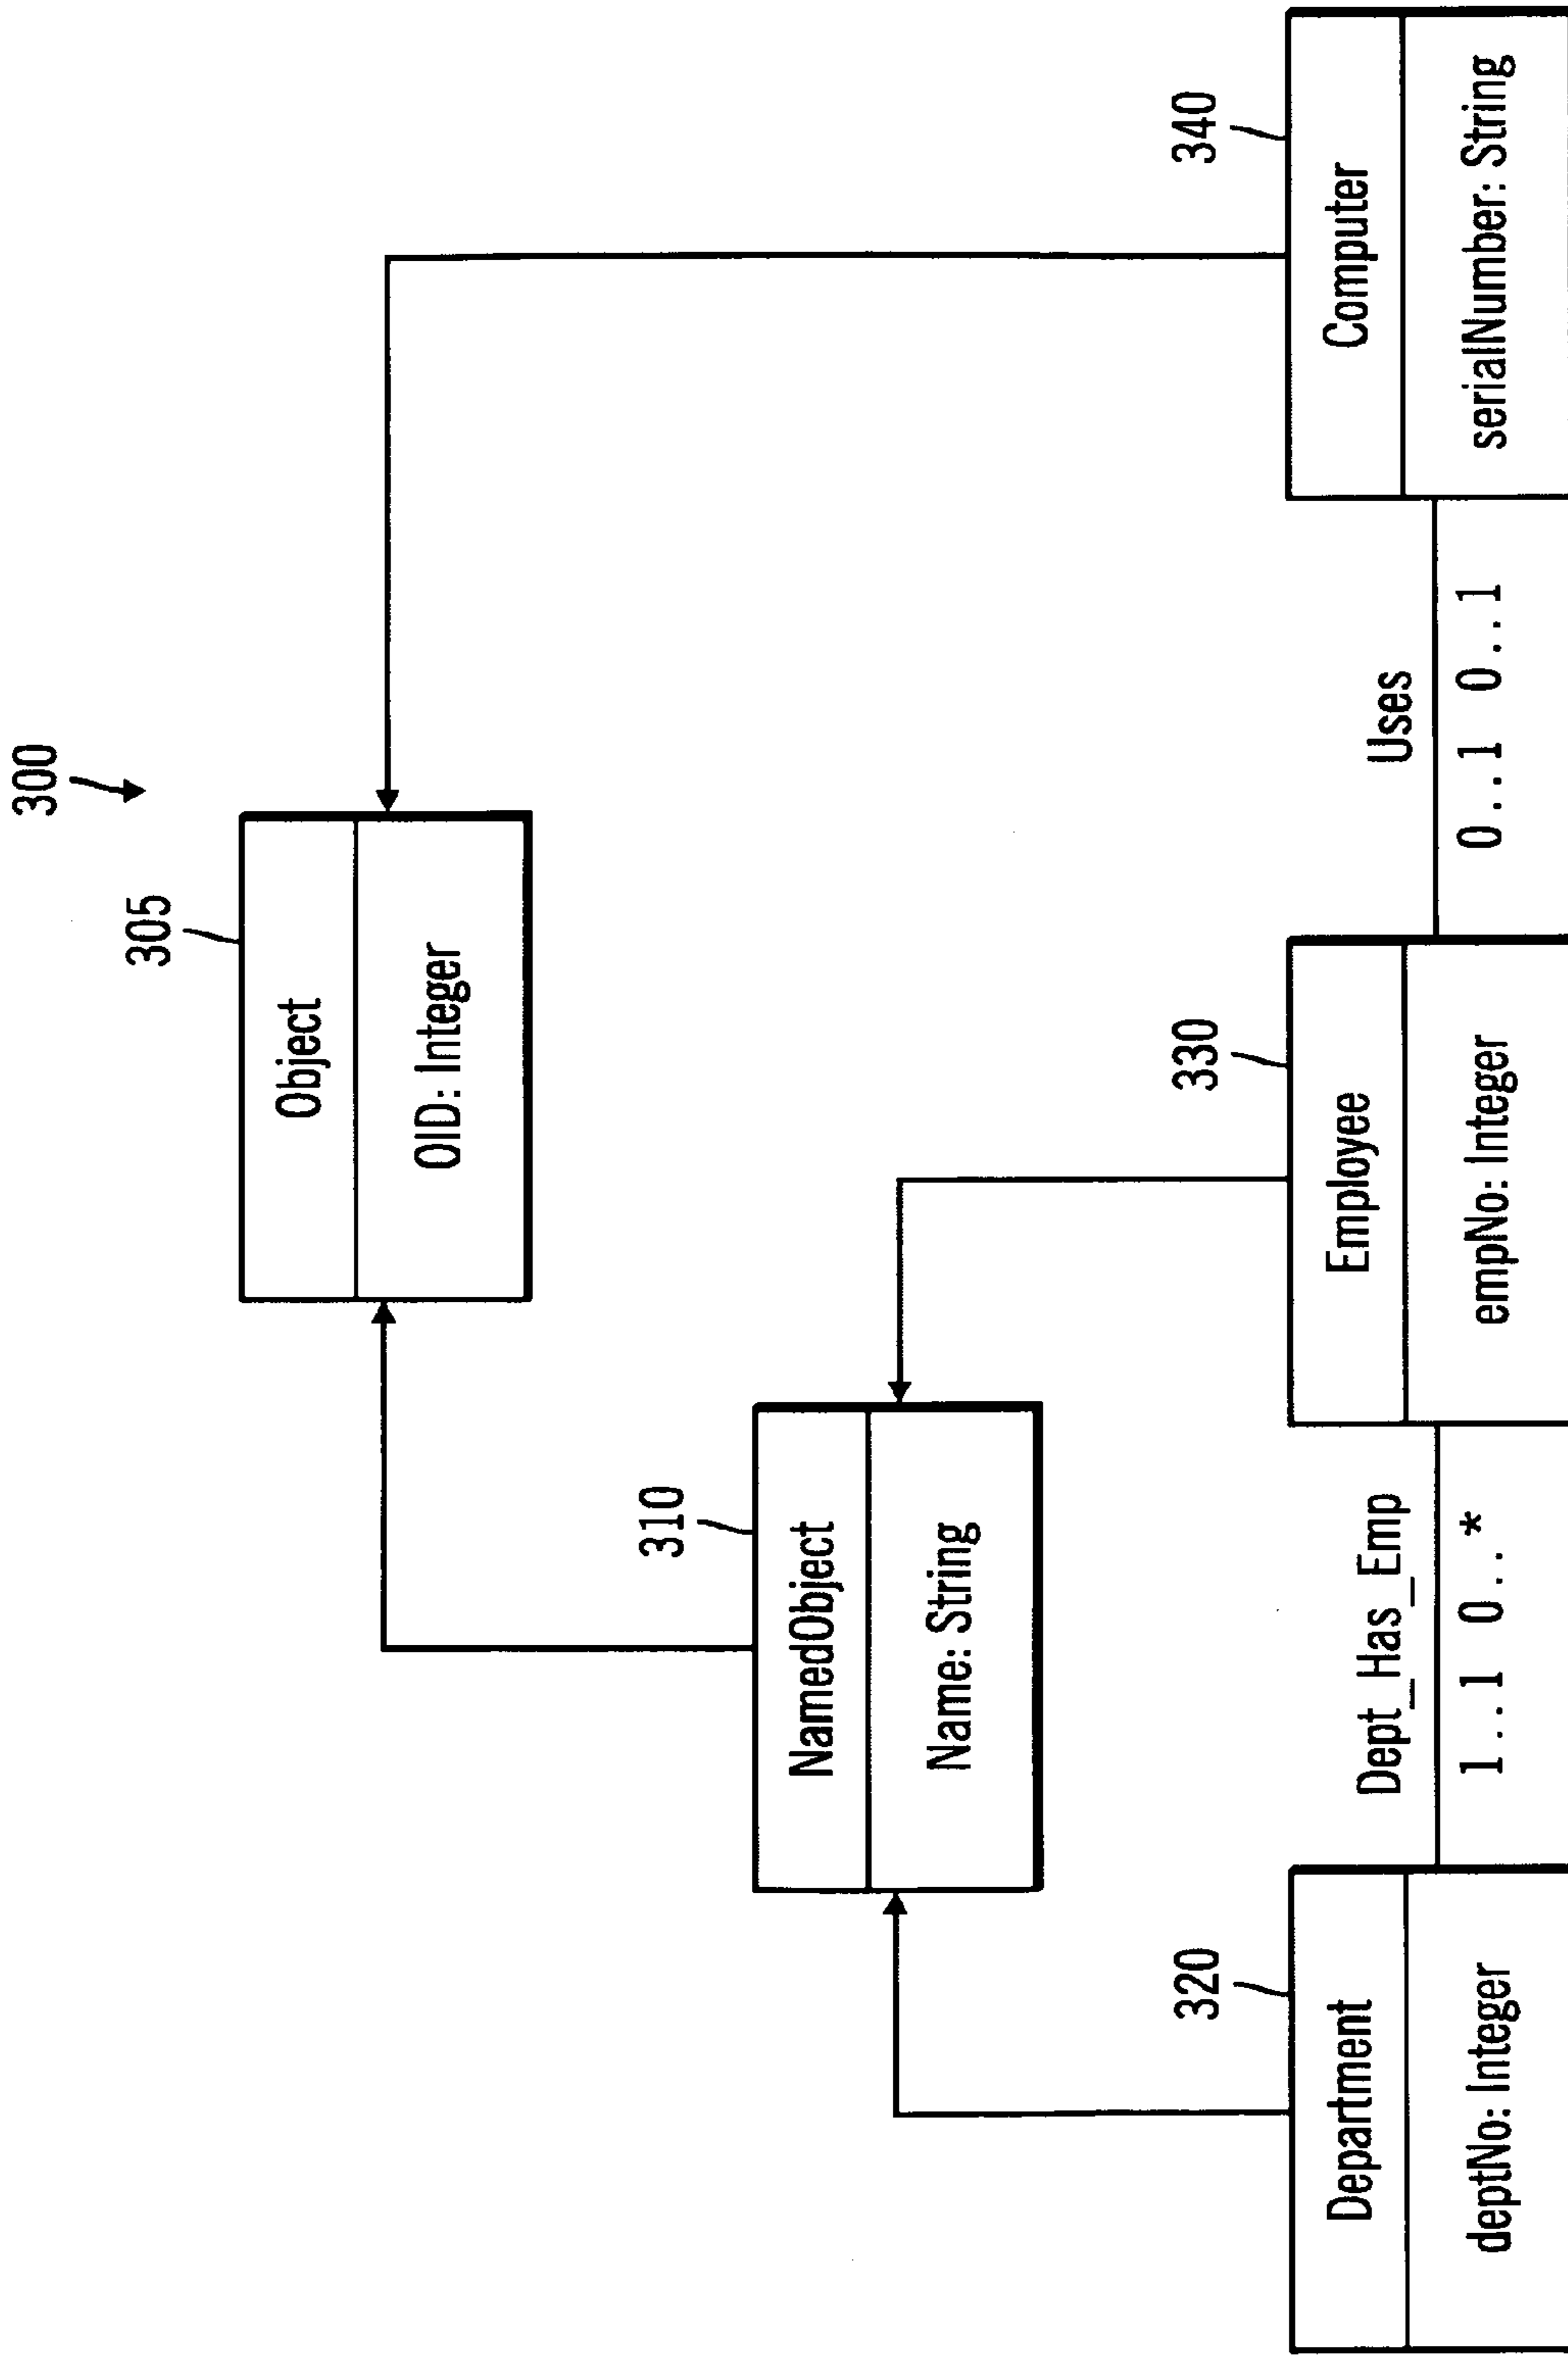 300
305
Object
OID: Integer
310
NamedObject
Name: String
320
Department
deptNo: Integer
Dept_Has_Emp
1...1 0..*
330
Employee
empNo: Integer
Uses
0...1 0...1
340
Computer
serialNumber: String